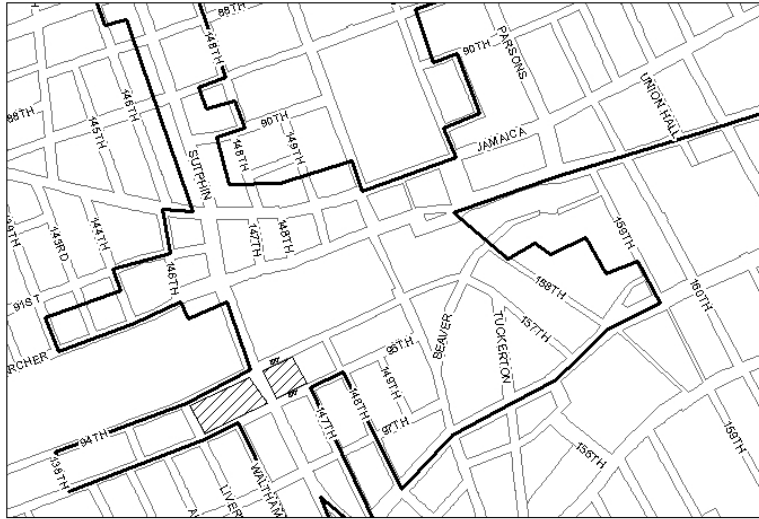 88TH
88TH
148TH
90TH
PARSONS
UNION HALL
146TH
145TH
90TH
149TH
148TH
JAMAICA
SUTPHIN
144TH
143RD
147TH
148TH
159TH
146TH
91ST
158TH
160TH
157TH
BEAVER
TUCKERTON
95TH
149TH
148TH
147TH
97TH
94TH
138TH
WALTHAM
156TH
159TH